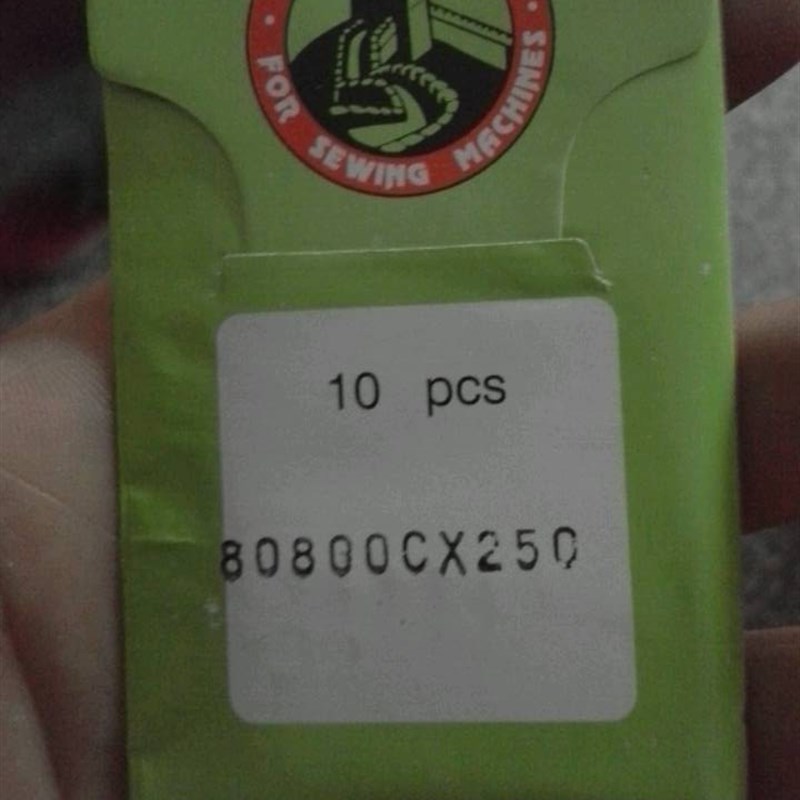 FOR SEWING MACHINES
10 pcs
80800CX250